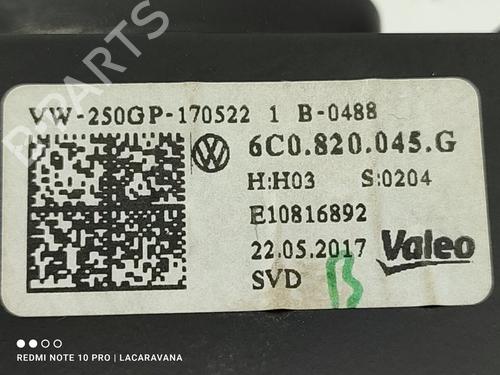 VW-250GP-170522 1 B-0488
6C0.820.045.G
H:H03 S:0204
E10816892
22.05.2017 Valeo
SVD B
B-PARTS
REDMI NOTE 10 PRO | LACARAVANA